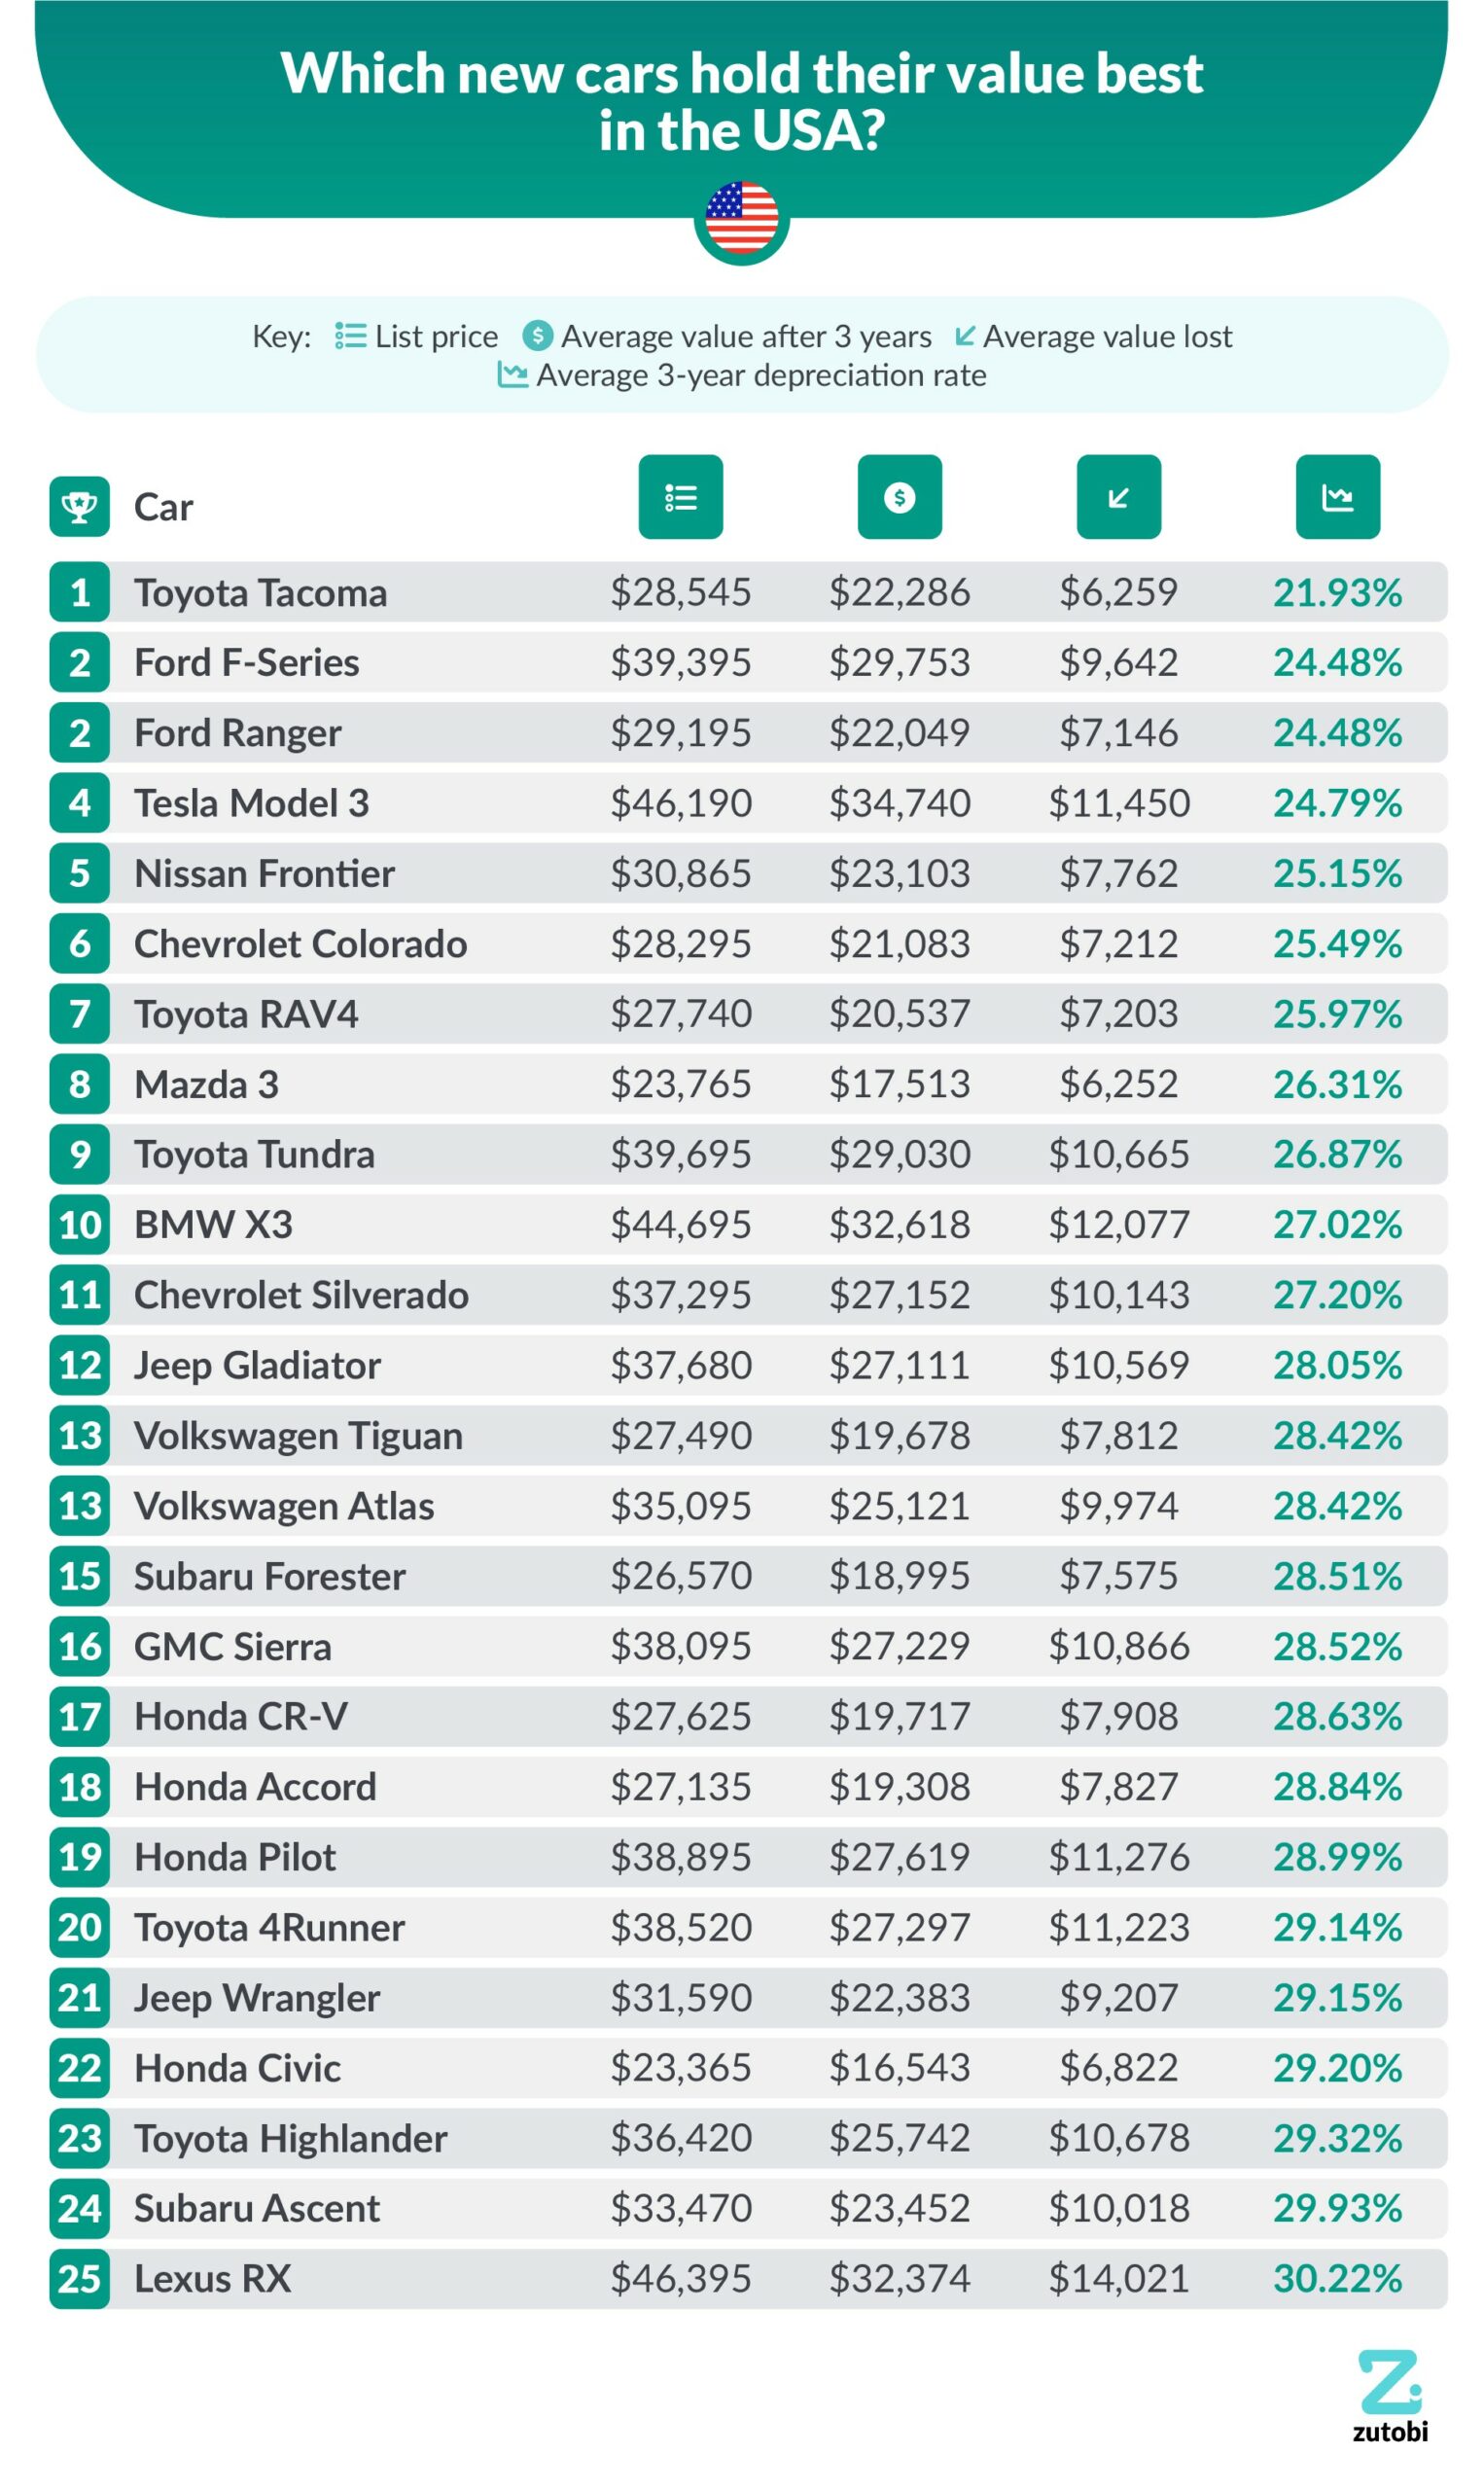 Which new cars hold their value best
in the USA?
Key: List price $ Average value after 3 years Average value lost
Average 3-year depreciation rate
Car $
1 Toyota Tacoma $28,545 $22,286 $6,259 21.93%
2 Ford F-Series $39,395 $29,753 $9,642 24.48%
2 Ford Ranger $29,195 $22,049 $7,146 24.48%
4 Tesla Model 3 $46,190 $34,740 $11,450 24.79%
5 Nissan Frontier $30,865 $23,103 $7,762 25.15%
6 Chevrolet Colorado $28,295 $21,083 $7,212 25.49%
7 Toyota RAV4 $27,740 $20,537 $7,203 25.97%
8 Mazda 3 $23,765 $17,513 $6,252 26.31%
9 Toyota Tundra $39,695 $29,030 $10,665 26.87%
10 BMW X3 $44,695 $32,618 $12,077 27.02%
11 Chevrolet Silverado $37,295 $27,152 $10,143 27.20%
12 Jeep Gladiator $37,680 $27,111 $10,569 28.05%
13 Volkswagen Tiguan $27,490 $19,678 $7,812 28.42%
13 Volkswagen Atlas $35,095 $25,121 $9,974 28.42%
15 Subaru Forester $26,570 $18,995 $7,575 28.51%
16 GMC Sierra $38,095 $27,229 $10,866 28.52%
17 Honda CR-V $27,625 $19,717 $7,908 28.63%
18 Honda Accord $27,135 $19,308 $7,827 28.84%
19 Honda Pilot $38,895 $27,619 $11,276 28.99%
20 Toyota 4Runner $38,520 $27,297 $11,223 29.14%
21 Jeep Wrangler $31,590 $22,383 $9,207 29.15%
22 Honda Civic $23,365 $16,543 $6,822 29.20%
23 Toyota Highlander $36,420 $25,742 $10,678 29.32%
24 Subaru Ascent $33,470 $23,452 $10,018 29.93%
25 Lexus RX $46,395 $32,374 $14,021 30.22%
Z
zutobi